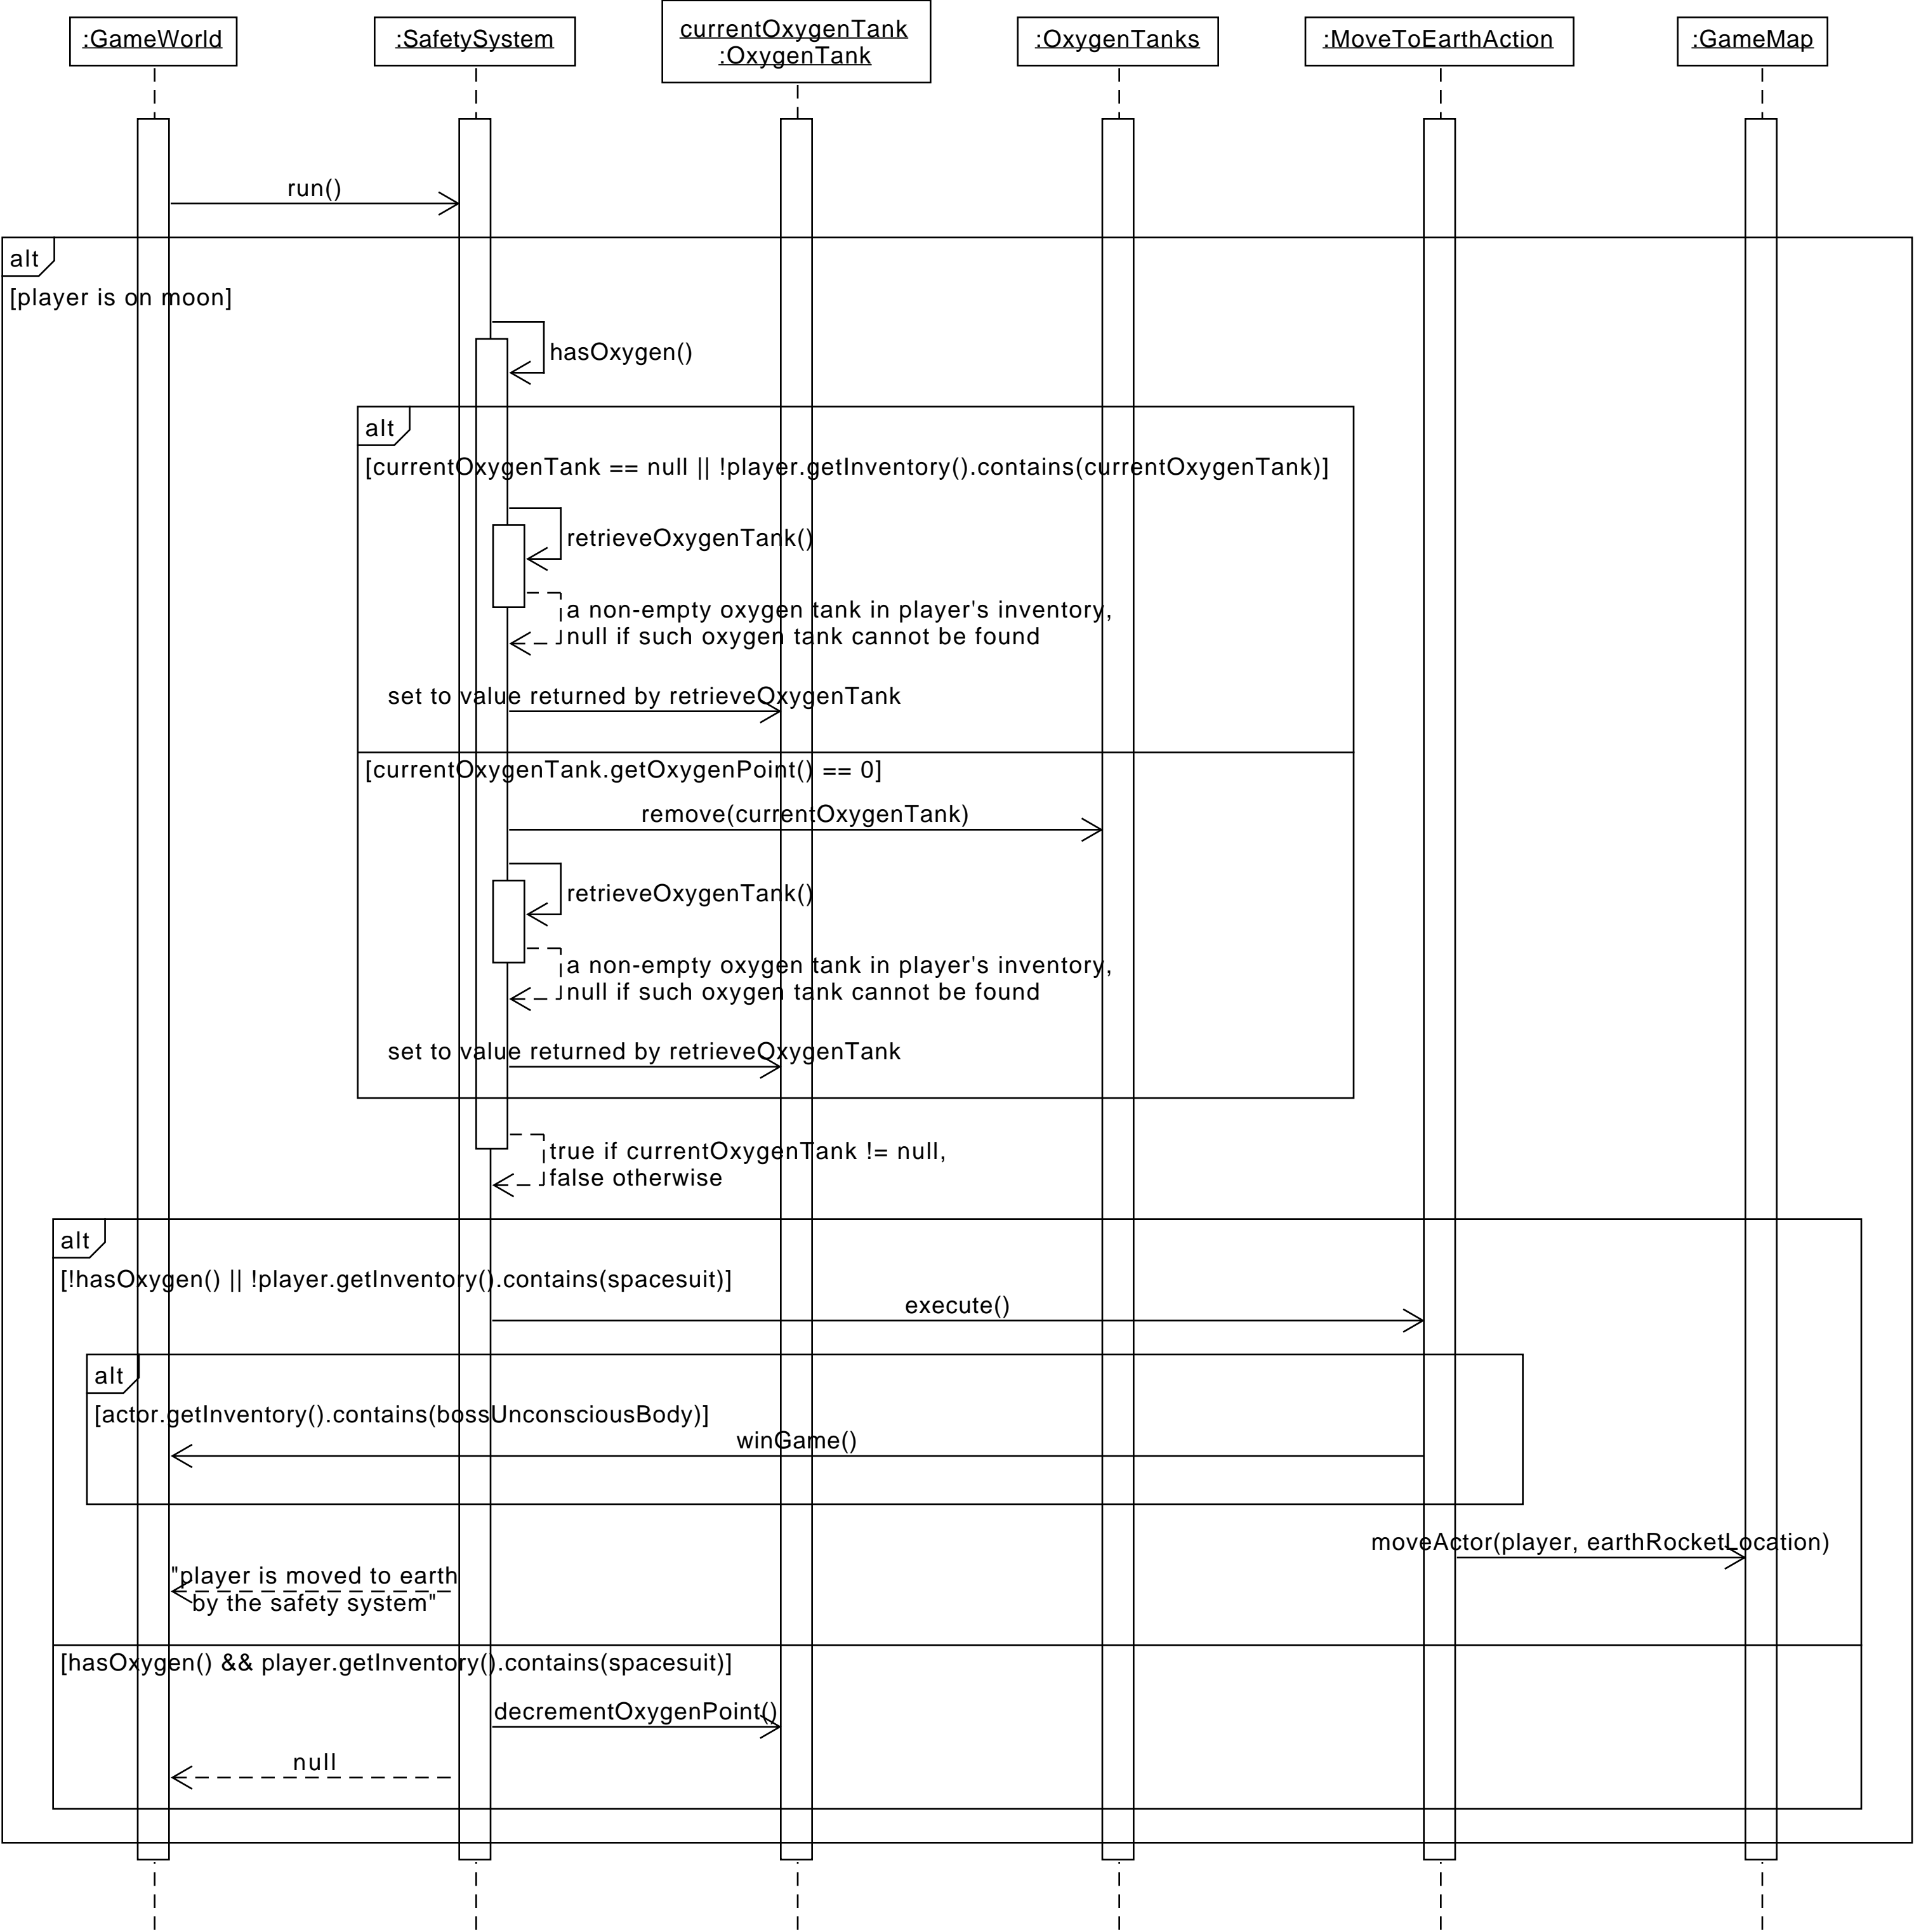 :GameWorld
:SafetySystem
currentOxygenTank
:OxygenTank
:OxygenTanks
:MoveToEarthAction
:GameMap
run()
alt
[player is on moon]
hasOxygen()
alt
[currentOxygenTank == null || !player.getInventory().contains(currentOxygenTank)]
retrieveOxygenTank()
a non-empty oxygen tank in player's inventory,
null if such oxygen tank cannot be found
set to value returned by retrieveOxygenTank
[currentOxygenTank.getOxygenPoint() == 0]
remove(currentOxygenTank)
retrieveOxygenTank()
a non-empty oxygen tank in player's inventory,
null if such oxygen tank cannot be found
set to value returned by retrieveOxygenTank
true if currentOxygenTank != null,
false otherwise
alt
[!hasOxygen() || !player.getInventory().contains(spacesuit)]
execute()
alt
[actor.getInventory().contains(bossUnconsciousBody)]
winGame()
moveActor(player, earthRocketLocation)
"player is moved to earth
by the safety system"
[hasOxygen() && player.getInventory().contains(spacesuit)]
decrementOxygenPoint()
null